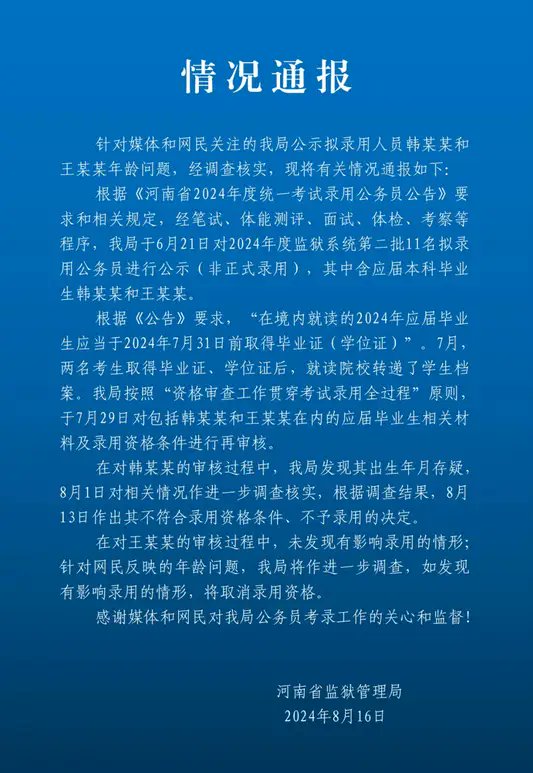 情况通报
针对媒体和网民关注的我局公示拟录用人员韩某某和
王某某年龄问题，经调查核实，现将有关情况通报如下：
根据《河南省2024年度统一考试录用公务员公告》要
求和相关规定，经笔试、体能测评、面试、体检、考察等
程序，我局于6月21日对2024年度监狱系统第二批11名拟录
用公务员进行公示（非正式录用），其中含应届本科毕业
生韩某某和王某某。
根据《公告》要求，“在境内就读的2024年应届毕业
生应当于2024年7月31日前取得毕业证（学位证）”。7月，
两名考生取得毕业证、学位证后，就读院校转递了学生档
案。我局按照“资格审查工作贯穿考试录用全过程”原则，
于7月29日对包括韩某某和王某某在内的应届毕业生相关材
料及录用资格条件进行再审核。
在对韩某某的审核过程中，我局发现其出生年月存疑，
8月1日对相关情况作进一步调查核实，根据调查结果，8月
13日作出其不符合录用资格条件、不予录用的决定。
在对王某某的审核过程中，未发现有影响录用的情形；
针对网民反映的年龄问题，我局将作进一步调查，如发现
有影响录用的情形，将取消录用资格。
感谢媒体和网民对我局公务员考录工作的关心和监督！
河南省监狱管理局
2024年8月16日